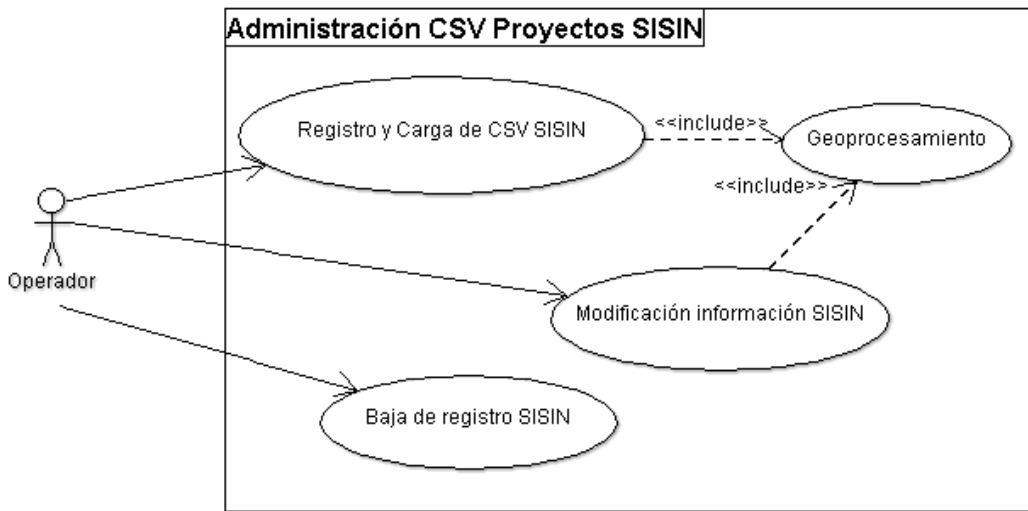 Administración CSV Proyectos SISIN
Registro y Carga de CSV SISIN
<<include>>
Geoprocesamiento
<<include>>
Operador
Modificación información SISIN
Baja de registro SISIN